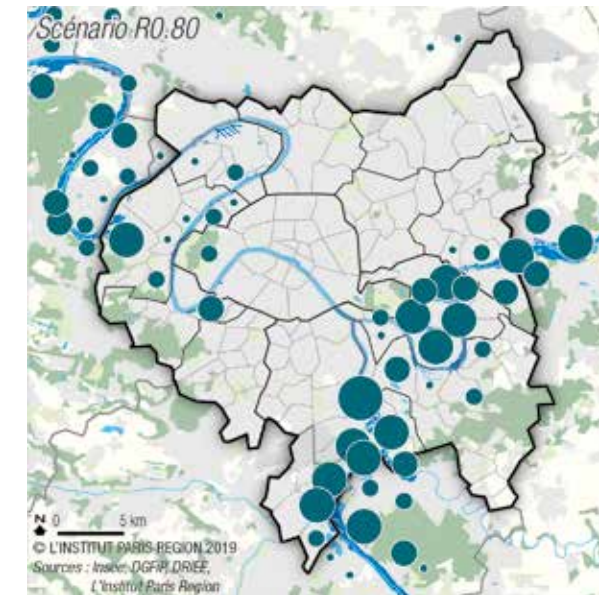 Scénario R0.80
N 0 5 km
© L'INSTITUT PARIS REGION 2019
Sources : Insee, DGFiP, DRIEE,
L'Institut Paris Region